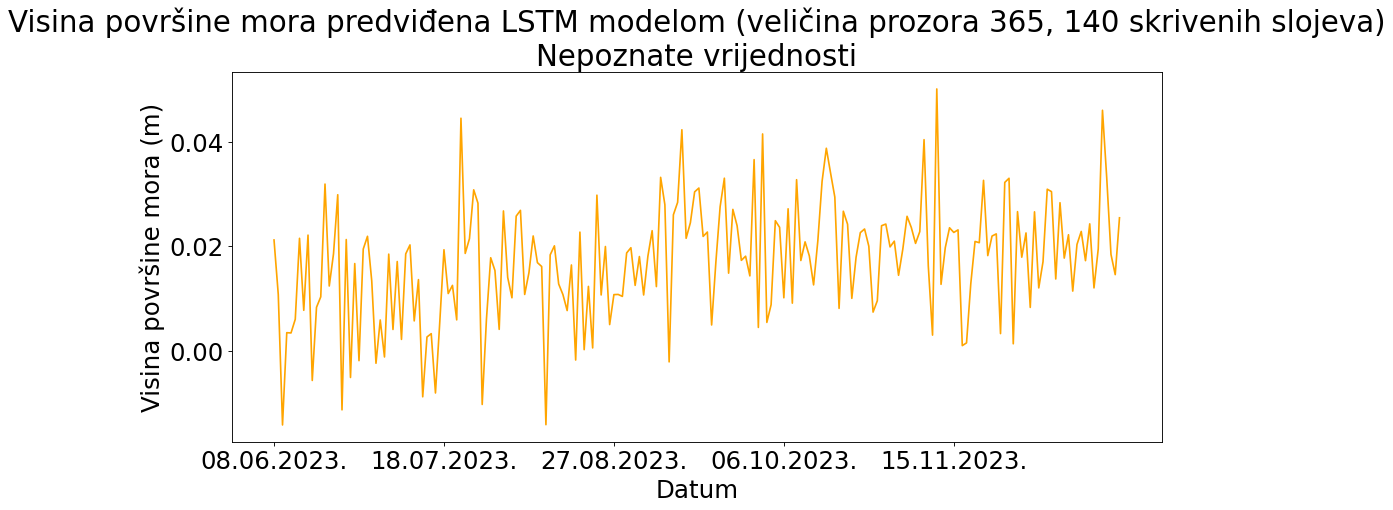 Visina površine mora predviđena LSTM modelom (veličina prozora 365, 140 skrivenih slojeva)
Nepoznate vrijednosti
Visina površine mora (m)
0.04
0.02
0.00
08.06.2023. 18.07.2023. 27.08.2023. 06.10.2023. 15.11.2023.
Datum